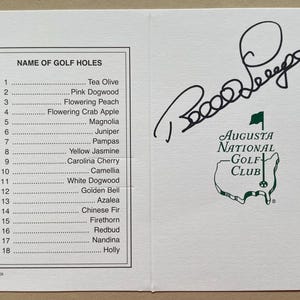 NAME OF GOLF HOLES
1 Tea Olive
2 Pink Dogwood
3 Flowering Peach
4 Flowering Crab Apple
5 Magnolia
6 Juniper
7 Pampas
8 Yellow Jasmine
9 Carolina Cherry
10 Camellia
11 White Dogwood
12 Golden Bell
13 Azalea
14 Chinese Fir
15 Firethorn
16 Redbud
17 Nandina
18 Holly
AUGUSTA
NATIONAL
GOLF
CLUB
®